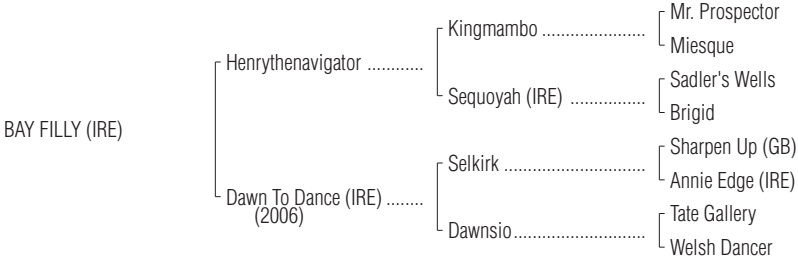 Mr. Prospector
Kingmambo ......................
Miesque
Henrythenavigator ............
Sadler's Wells
Sequoyah (IRE) ................
Brigid
BAY FILLY (IRE)
Sharpen Up (GB)
Selkirk ..............................
Annie Edge (IRE)
Dawn To Dance (IRE) ........
(2006)
Tate Gallery
Dawnsio............................
Welsh Dancer